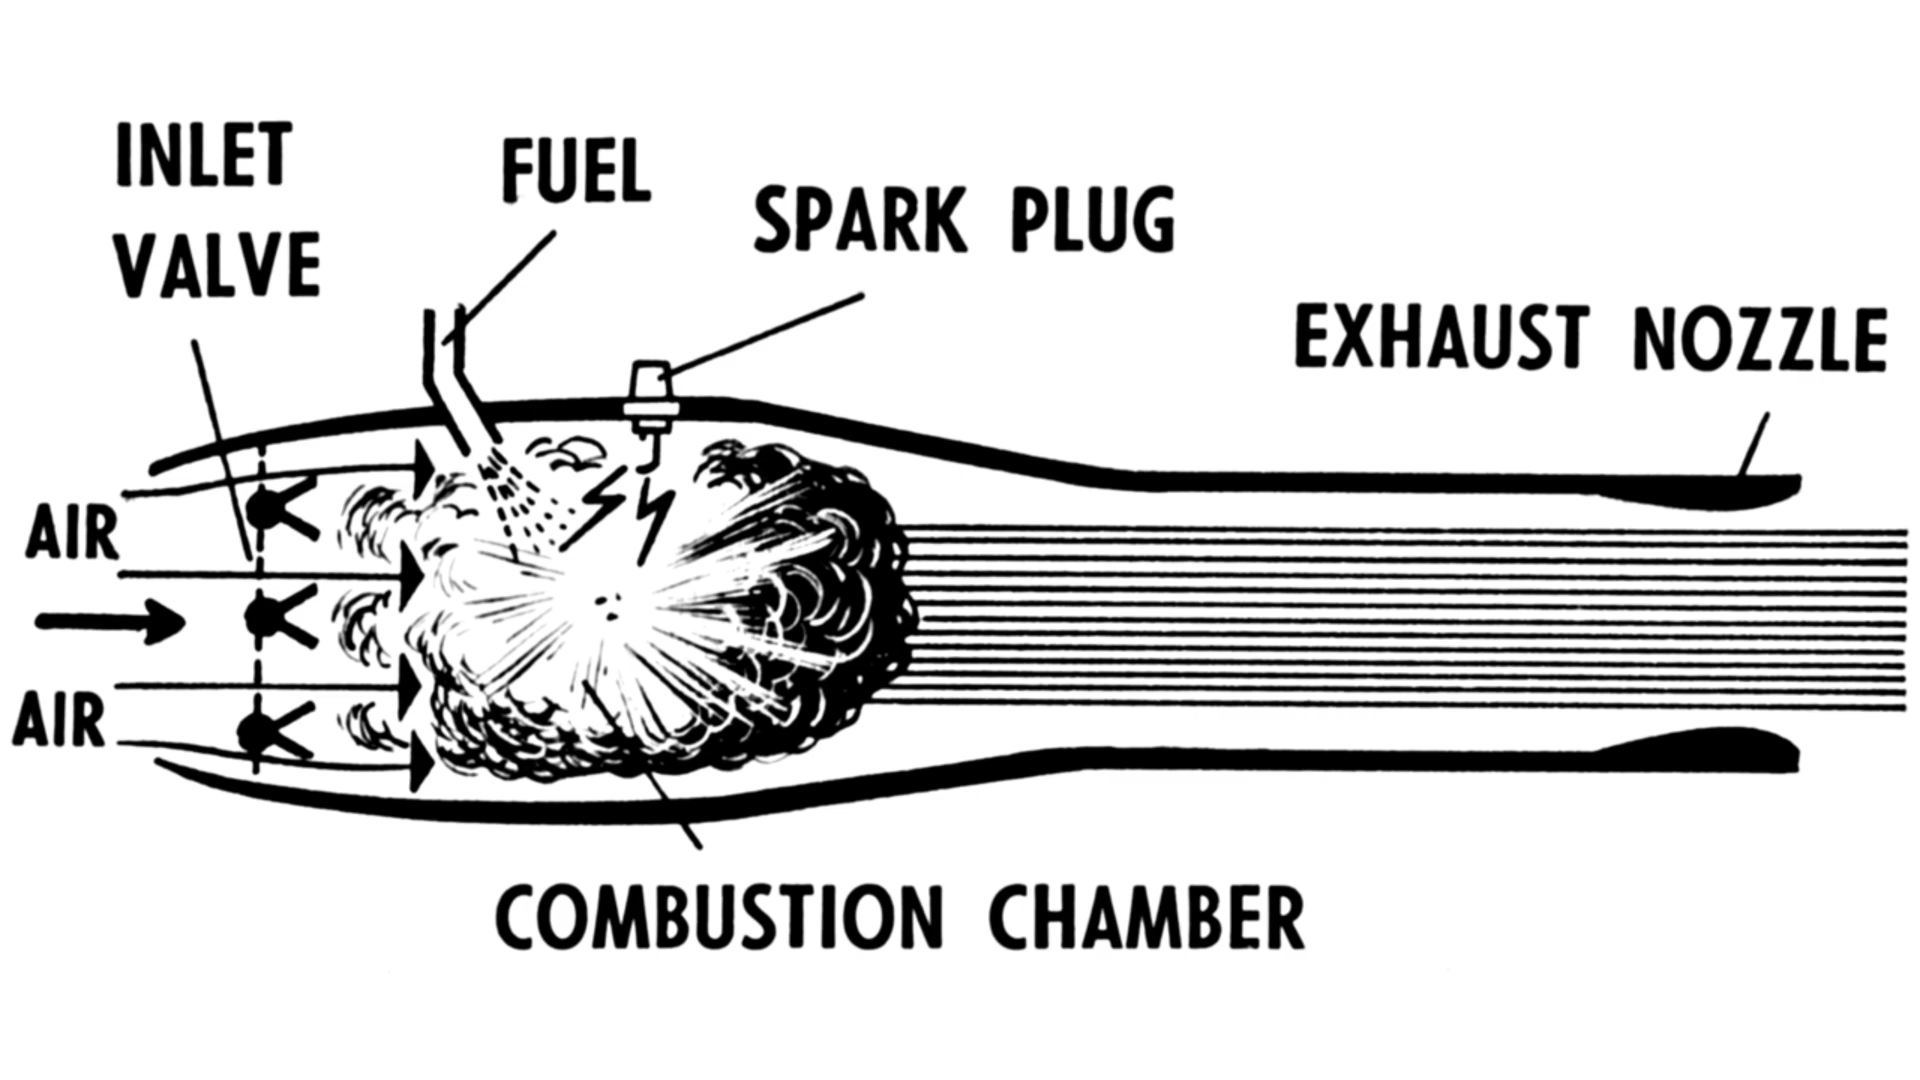 INLET
VALVE
FUEL
SPARK PLUG
EXHAUST NOZZLE
AIR
AIR
COMBUSTION CHAMBER